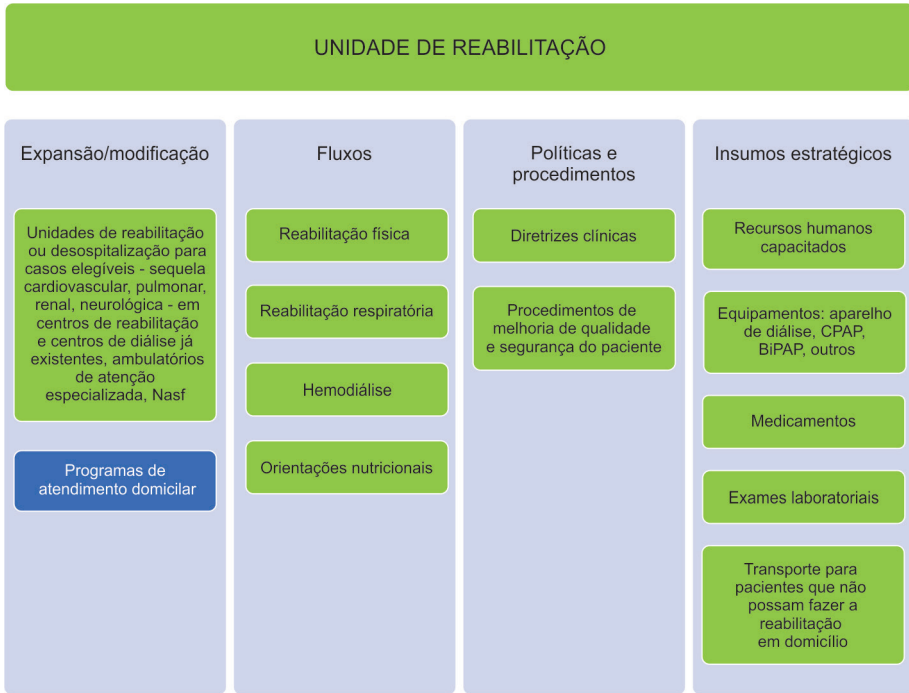 UNIDADE DE REABILITAÇÃO
Expansão/modificação
Unidades de reabilitação
ou desospitalização para
casos elegíveis - sequela
cardiovascular, pulmonar,
renal, neurológica - em
centros de reabilitação
e centros de diálise já
existentes, ambulatórios
de atenção
especializada, Nasf
Programas de
atendimento domicilar
Fluxos
Reabilitação física
Reabilitação respiratória
Hemodiálise
Orientações nutricionais
Políticas e
procedimentos
Diretrizes clínicas
Procedimentos de
melhoria de qualidade
e segurança do paciente
Insumos estratégicos
Recursos humanos
capacitados
Equipamentos: aparelho
de diálise, CPAP,
BiPAP, outros
Medicamentos
Exames laboratoriais
Transporte para
pacientes que não
possam fazer a
reabilitação
em domicílio